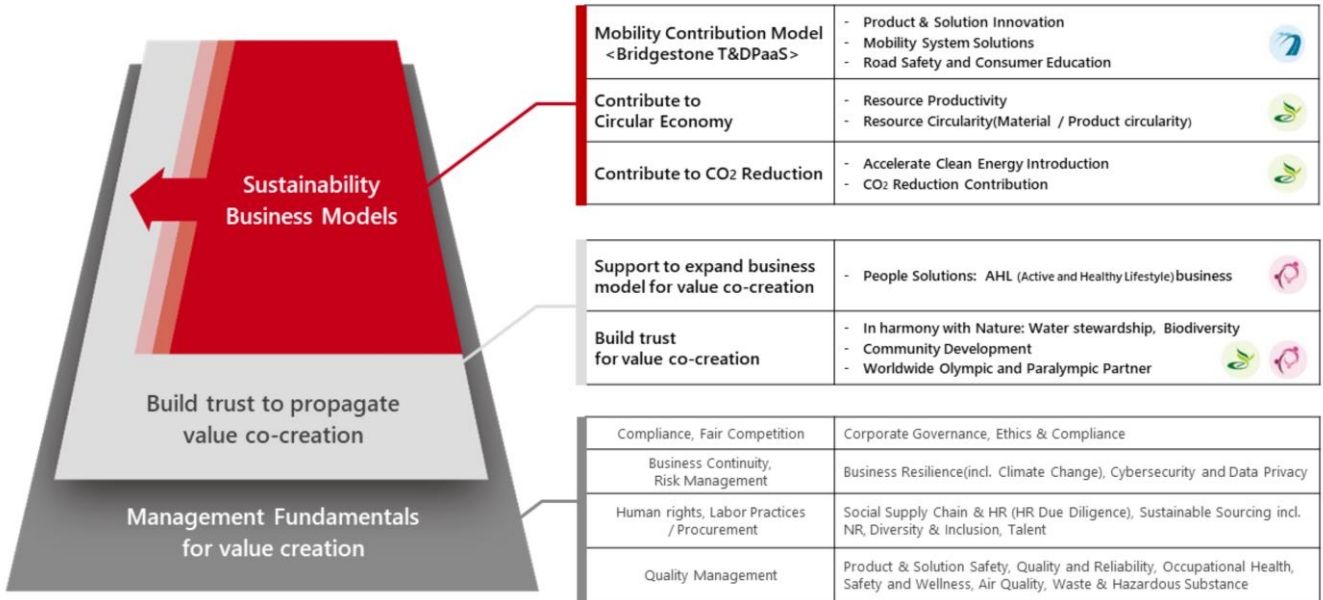 Sustainability
Business Models
Build trust to propagate
value co-creation
Management Fundamentals
for value creation
Mobility Contribution Model
<Bridgestone T&DPaaS>
- Product & Solution Innovation
- Mobility System Solutions
- Road Safety and Consumer Education
Contribute to
Circular Economy
- Resource Productivity
- Resource Circularity(Material / Product circularity)
Contribute to CO2 Reduction
- Accelerate Clean Energy Introduction
- CO2 Reduction Contribution
Support to expand business
model for value co-creation
- People Solutions: AHL (Active and Healthy Lifestyle) business
Build trust
for value co-creation
- In harmony with Nature: Water stewardship, Biodiversity
- Community Development
- Worldwide Olympic and Paralympic Partner
Compliance, Fair Competition
Corporate Governance, Ethics & Compliance
Business Continuity,
Risk Management
Business Resilience(incl. Climate Change), Cybersecurity and Data Privacy
Human rights, Labor Practices
/ Procurement
Social Supply Chain & HR (HR Due Diligence), Sustainable Sourcing incl.
NR, Diversity & Inclusion, Talent
Quality Management
Product & Solution Safety, Quality and Reliability, Occupational Health,
Safety and Wellness, Air Quality, Waste & Hazardous Substance